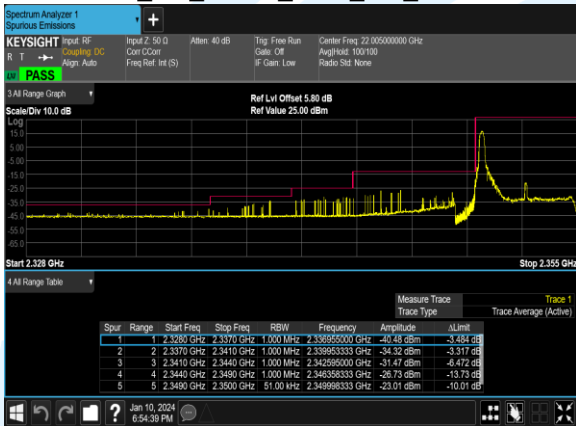 Spectrum Analyzer 1
Spurious Emissions
+
KEYSIGHT Input: RF Input Z: 50 Ω Atten: 40 dB Trig: Free Run Center Freq: 22.005000000 GHz
R T Coupling: DC Corr CCorr Gate: Off Avg|Hold: 100/100
Align: Auto Freq Ref: Int (S) IF Gain: Low Radio Std: None
PASS
3 All Range Graph
Ref Lvl Offset 5.80 dB
Scale/Div 10.0 dB Ref Value 25.00 dBm
Log
15.0
5.00
-5.00
-15.0
-25.0
-35.0
-45.0
-55.0
-65.0
Start 2.328 GHz Stop 2.355 GHz
4 All Range Table
Measure Trace Trace 1
Trace Type Trace Average (Active)
Spur Range Start Freq Stop Freq RBW Frequency Amplitude ΔLimit
1 1 2.3280 GHz 2.3370 GHz 1.000 MHz 2.336955000 GHz -40.48 dBm -3.484 dB
2 2 2.3370 GHz 2.3410 GHz 1.000 MHz 2.339953333 GHz -34.32 dBm -3.317 dB
3 3 2.3410 GHz 2.3440 GHz 1.000 MHz 2.342595000 GHz -31.47 dBm -6.472 dB
4 4 2.3440 GHz 2.3490 GHz 1.000 MHz 2.346358333 GHz -26.73 dBm -13.73 dB
5 5 2.3490 GHz 2.3500 GHz 51.00 kHz 2.349998333 GHz -23.01 dBm -10.01 dB
? Jan 10, 2024
6:54:39 PM